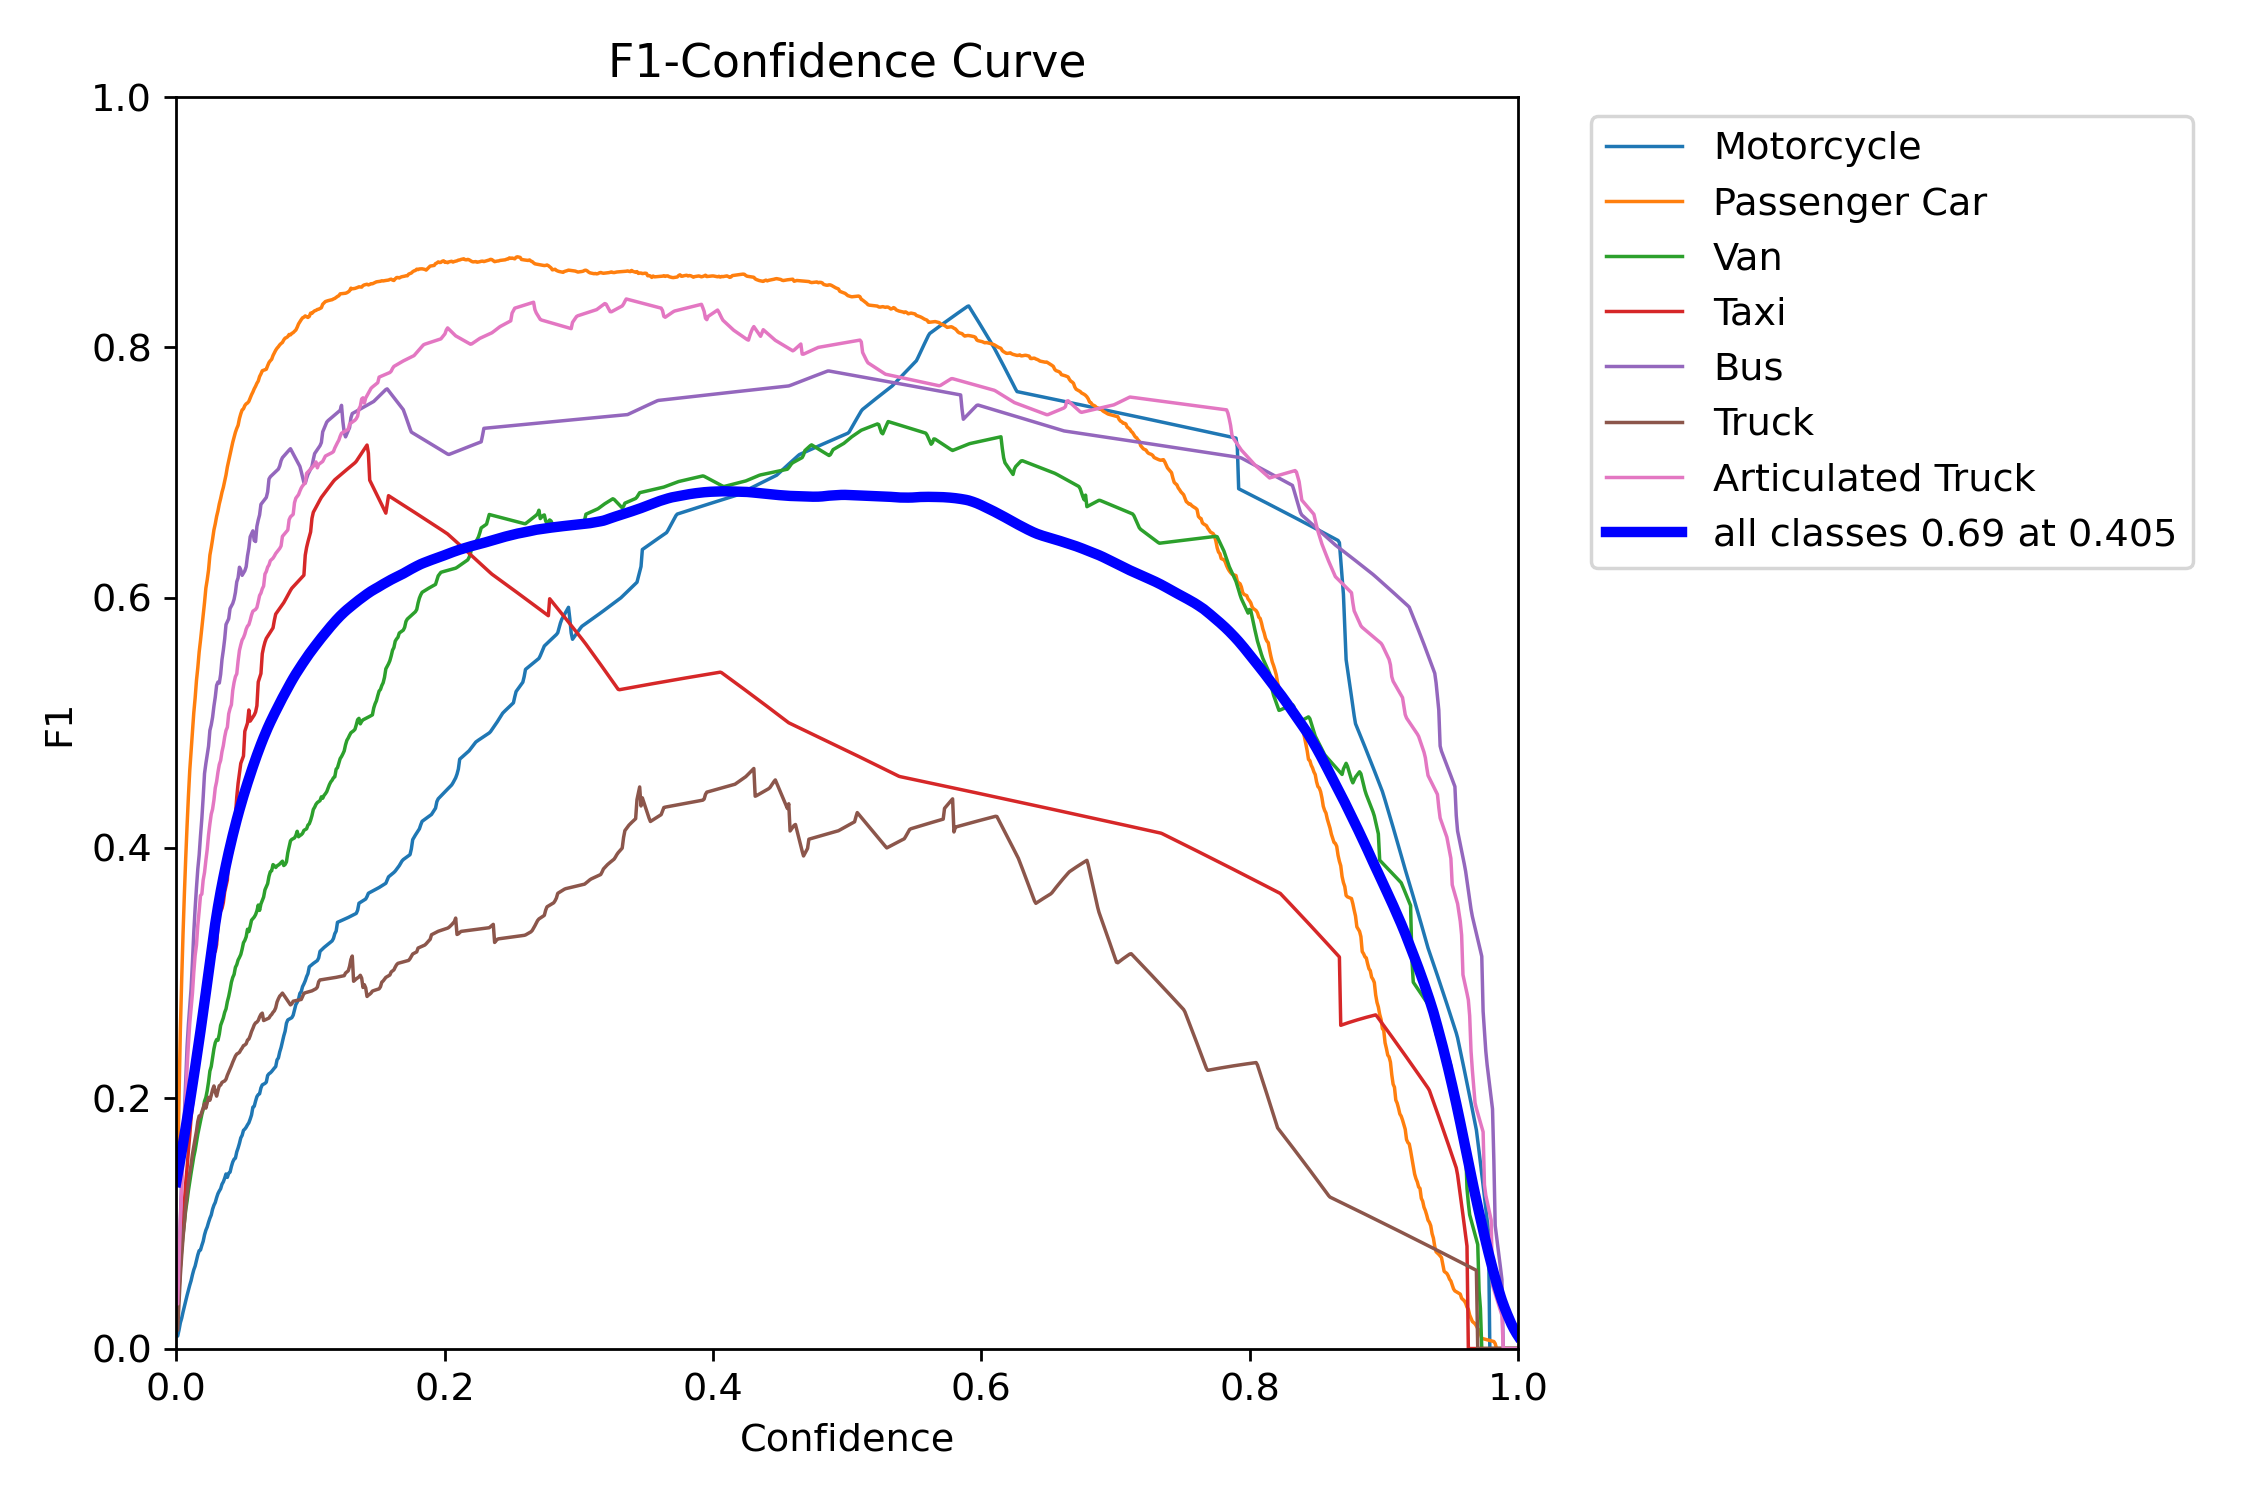 F1-Confidence Curve
1.0
0.8
0.6
0.4
0.2
0.0
F1
0.0 0.2 0.4 0.6 0.8 1.0
Confidence
Motorcycle
Passenger Car
Van
Taxi
Bus
Truck
Articulated Truck
all classes 0.69 at 0.405